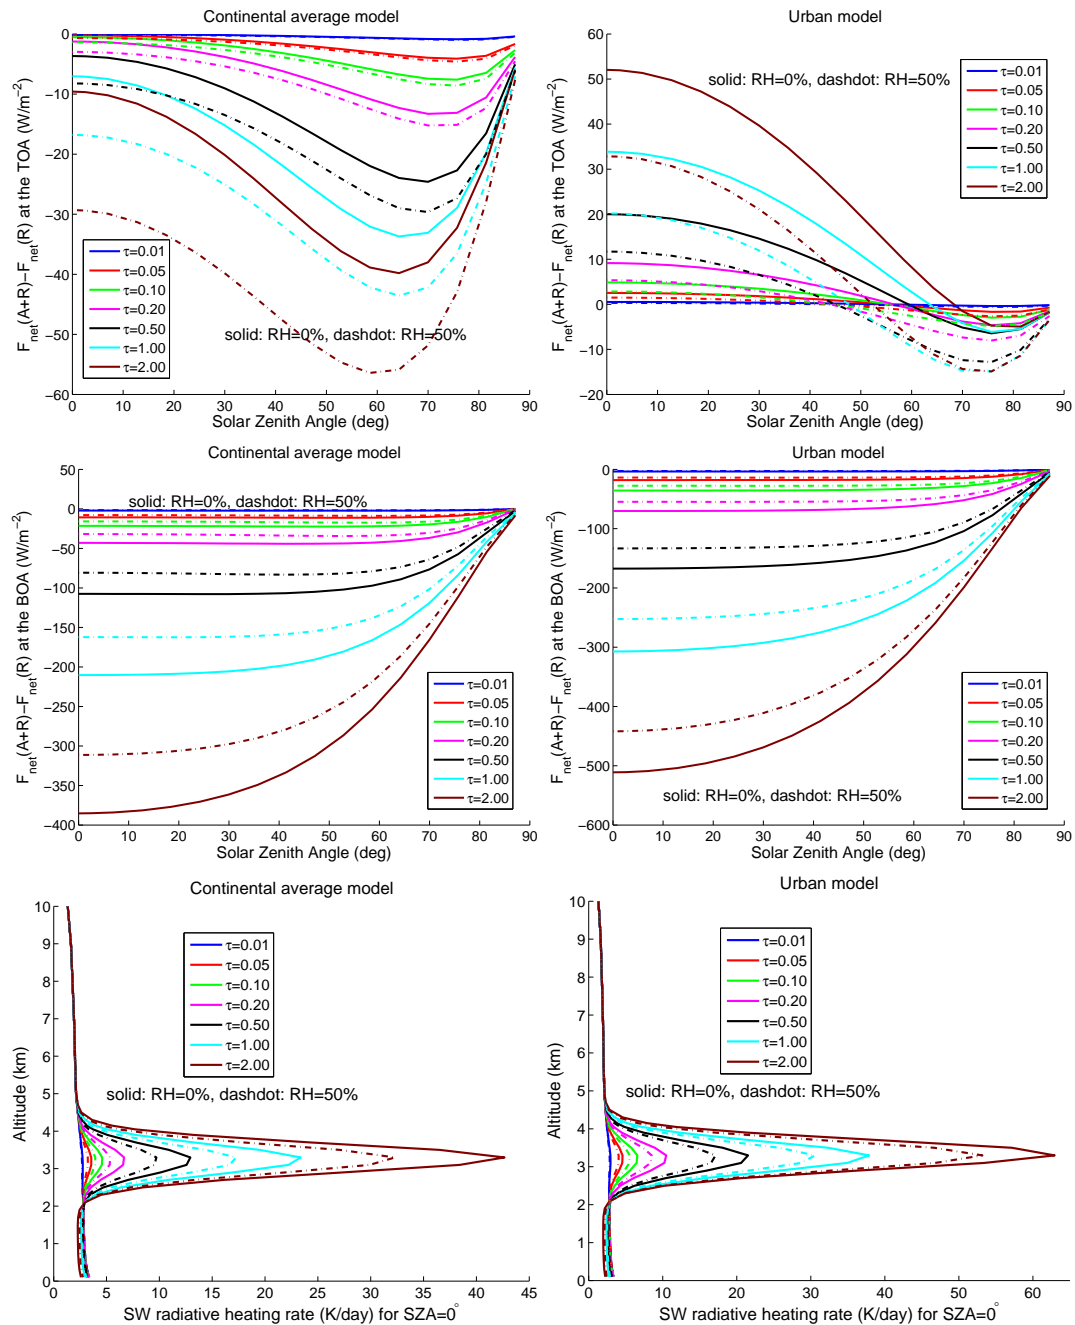 Continental average model
0
−10
−20
−30
−40
−50
−60
F_net(A+R)−F_net(R) at the TOA (W/m^−2)
τ=0.01
τ=0.05
τ=0.10
τ=0.20
τ=0.50
τ=1.00
τ=2.00
solid: RH=0%, dashdot: RH=50%
0 10 20 30 40 50 60 70 80 90
Solar Zenith Angle (deg)
Urban model
60
50
40
30
20
10
0
−10
−20
F_net(A+R)−F_net(R) at the TOA (W/m^−2)
solid: RH=0%, dashdot: RH=50%
τ=0.01
τ=0.05
τ=0.10
τ=0.20
τ=0.50
τ=1.00
τ=2.00
0 10 20 30 40 50 60 70 80 90
Solar Zenith Angle (deg)
Continental average model
50
0
−50
−100
−150
−200
−250
−300
−350
−400
F_net(A+R)−F_net(R) at the BOA (W/m^−2)
solid: RH=0%, dashdot: RH=50%
τ=0.01
τ=0.05
τ=0.10
τ=0.20
τ=0.50
τ=1.00
τ=2.00
0 10 20 30 40 50 60 70 80 90
Solar Zenith Angle (deg)
Urban model
0
−100
−200
−300
−400
−500
−600
F_net(A+R)−F_net(R) at the BOA (W/m^−2)
τ=0.01
τ=0.05
τ=0.10
τ=0.20
τ=0.50
τ=1.00
τ=2.00
solid: RH=0%, dashdot: RH=50%
0 10 20 30 40 50 60 70 80 90
Solar Zenith Angle (deg)
Continental average model
10
9
8
7
6
5
4
3
2
1
0
Altitude (km)
τ=0.01
τ=0.05
τ=0.10
τ=0.20
τ=0.50
τ=1.00
τ=2.00
solid: RH=0%, dashdot: RH=50%
0 5 10 15 20 25 30 35 40 45
SW radiative heating rate (K/day) for SZA=0°
Urban model
10
9
8
7
6
5
4
3
2
1
0
Altitude (km)
τ=0.01
τ=0.05
τ=0.10
τ=0.20
τ=0.50
τ=1.00
τ=2.00
solid: RH=0%, dashdot: RH=50%
0 10 20 30 40 50 60
SW radiative heating rate (K/day) for SZA=0°